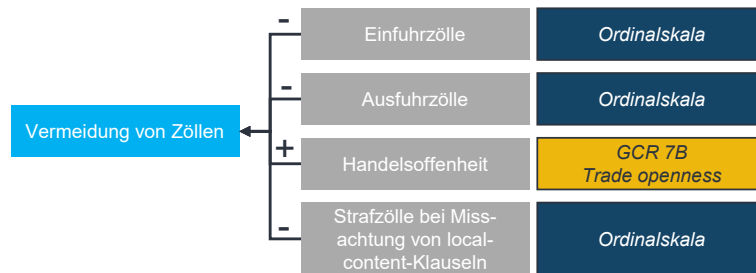 -
Einfuhrzölle
Ordinalskala
-
Ausfuhrzölle
Ordinalskala
Vermeidung von Zöllen
+
Handelsoffenheit
GCR 7B
Trade openness
-
Strafzölle bei Miss-
achtung von local-
content-Klauseln
Ordinalskala